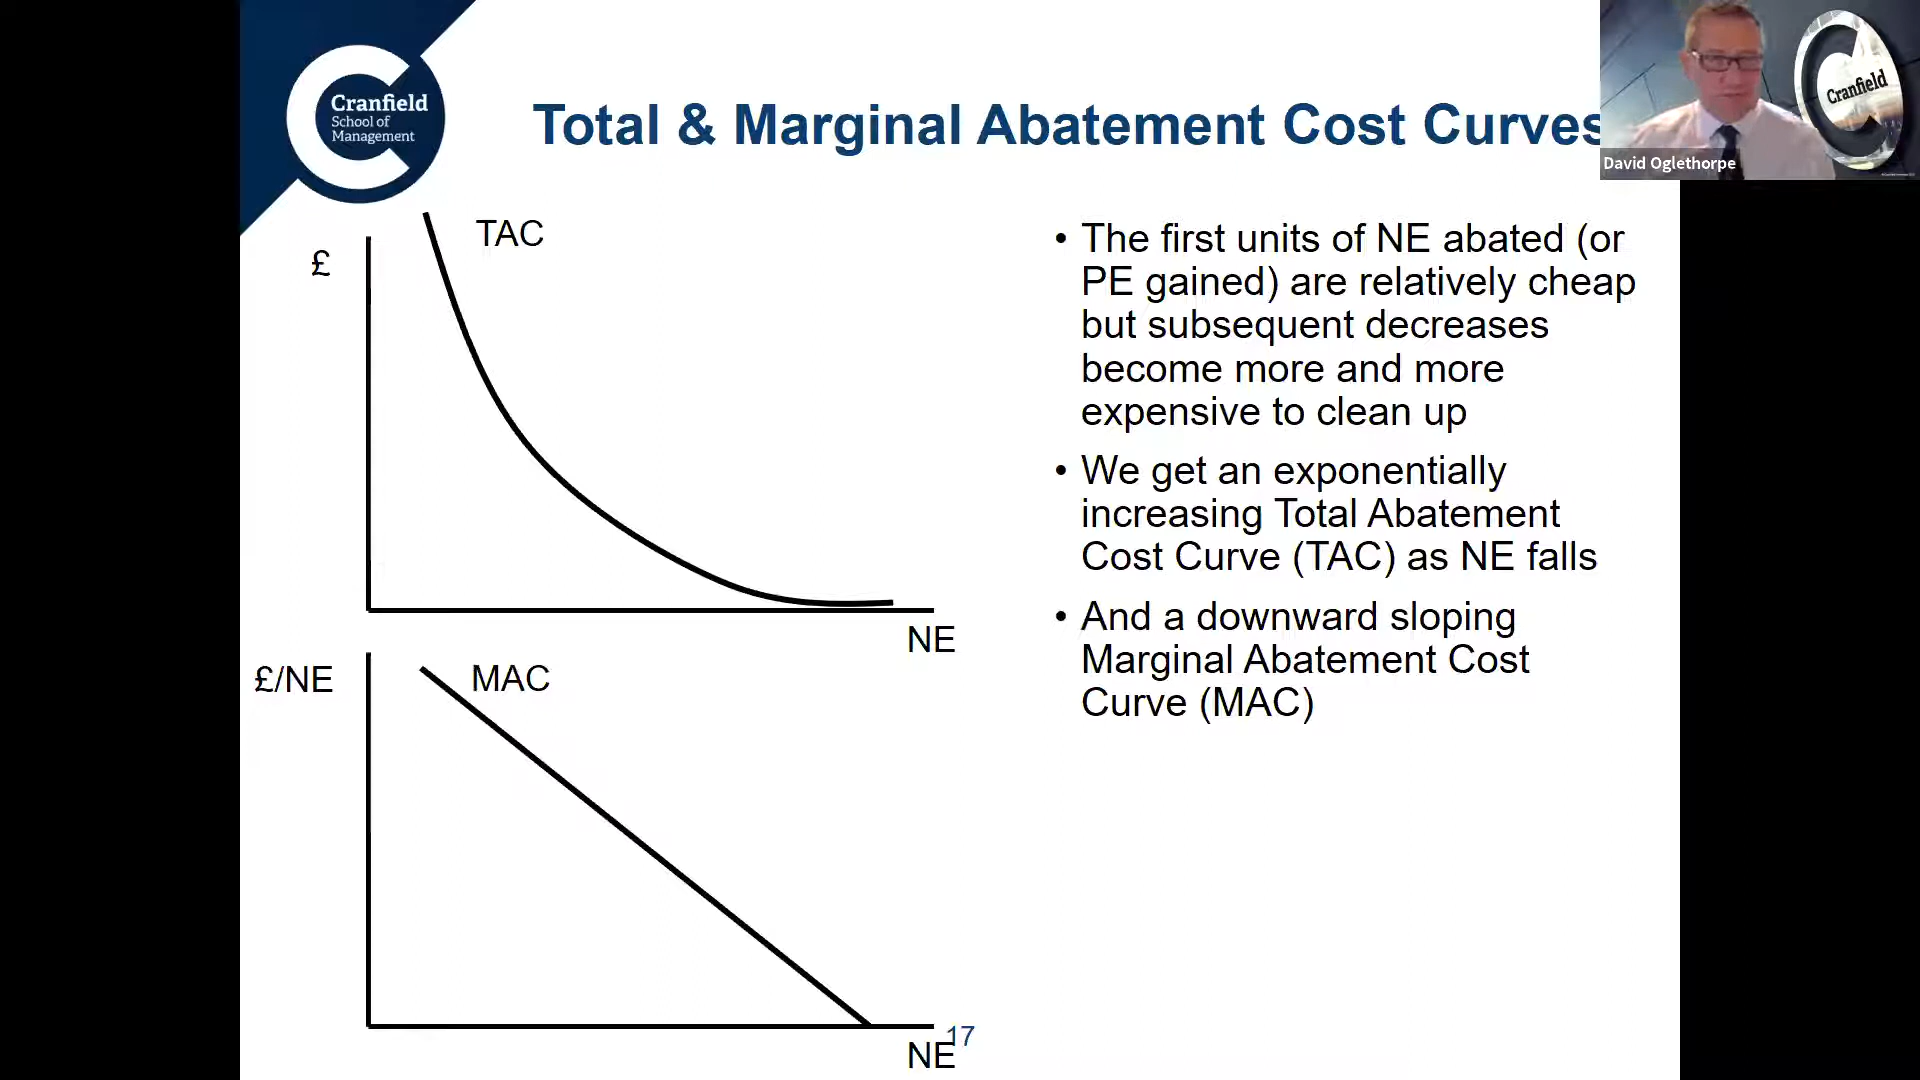 Cranfield
School of
Management
Total & Marginal Abatement Cost Curves
Cranfield
David Oglethorpe
£
TAC
NE
£/NE
MAC
NE
• The first units of NE abated (or
PE gained) are relatively cheap
but subsequent decreases
become more and more
expensive to clean up
• We get an exponentially
increasing Total Abatement
Cost Curve (TAC) as NE falls
• And a downward sloping
Marginal Abatement Cost
Curve (MAC)
17